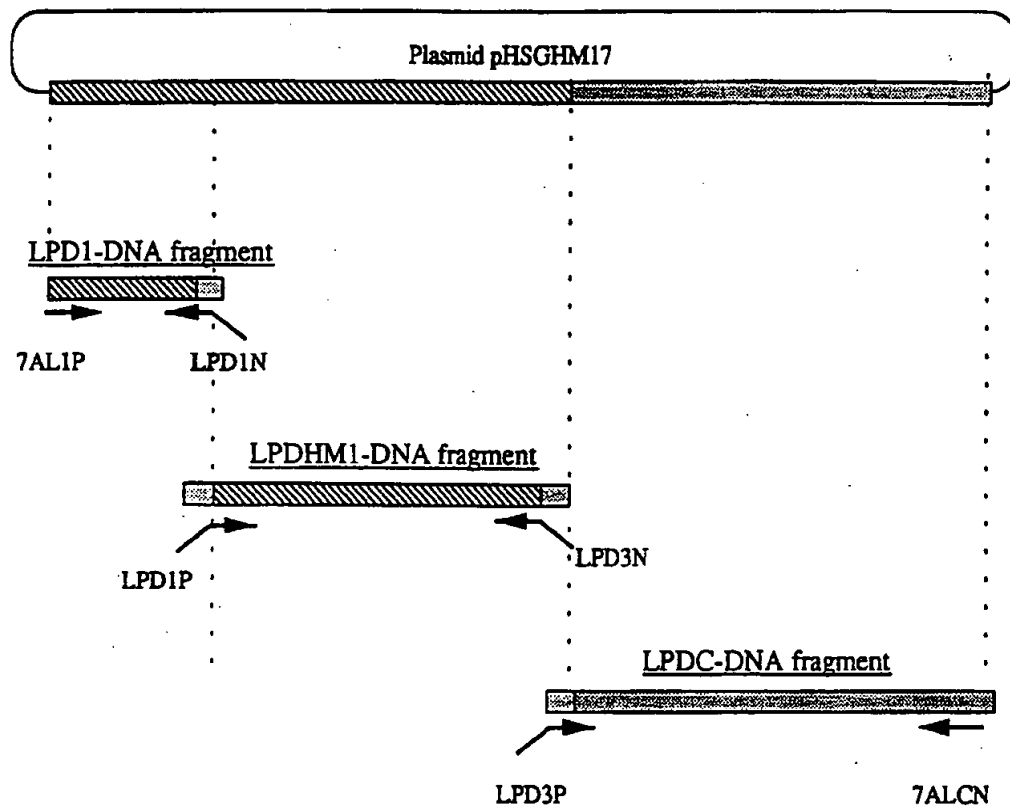 Plasmid pHSGHM17
LPD1-DNA fragment
7AL1P
LPD1N
LPDHM1-DNA fragment
LPD1P
LPD3N
LPDC-DNA fragment
LPD3P
7ALCN